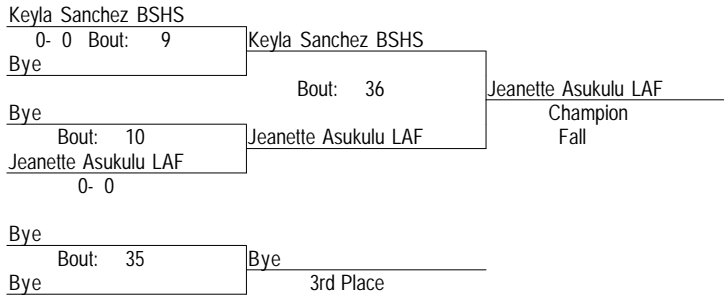 Keyla Sanchez BSHS
0- 0 Bout: 9
Keyla Sanchez BSHS
Bye
Bout: 36
Jeanette Asukulu LAF
Bye
Champion
Bout: 10
Jeanette Asukulu LAF
Fall
Jeanette Asukulu LAF
0- 0
Bye
Bout: 35
Bye
Bye
3rd Place